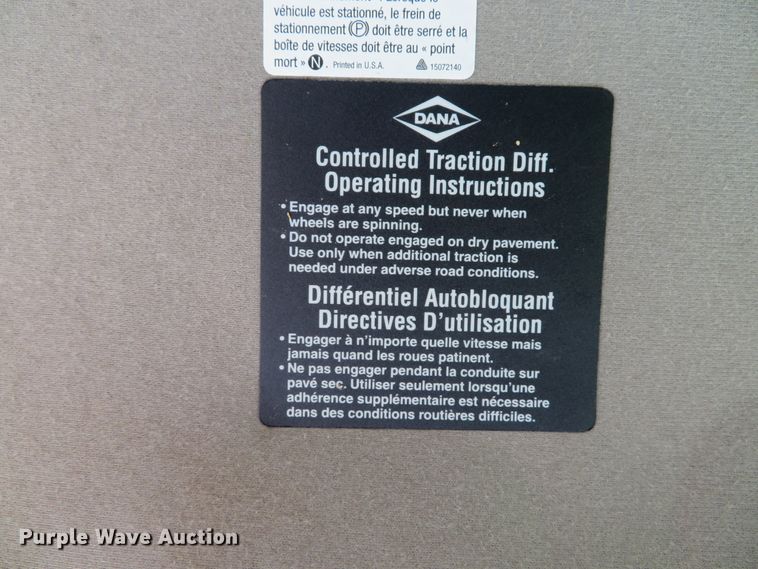 véhicule est stationné, le frein de
stationnement (P) doit être serré et la
boîte de vitesses doit être au « point
mort » N . Printed in U.S.A. 15072140
DANA
Controlled Traction Diff.
Operating Instructions
• Engage at any speed but never when
wheels are spinning.
• Do not operate engaged on dry pavement.
Use only when additional traction is
needed under adverse road conditions.
Différentiel Autobloquant
Directives D'utilisation
• Engager à n'importe quelle vitesse mais
jamais quand les roues patinent.
• Ne pas engager pendant la conduite sur
pavé sec. Utiliser seulement lorsqu'une
adhérence supplémentaire est nécessaire
dans des conditions routières difficiles.
Purple Wave Auction